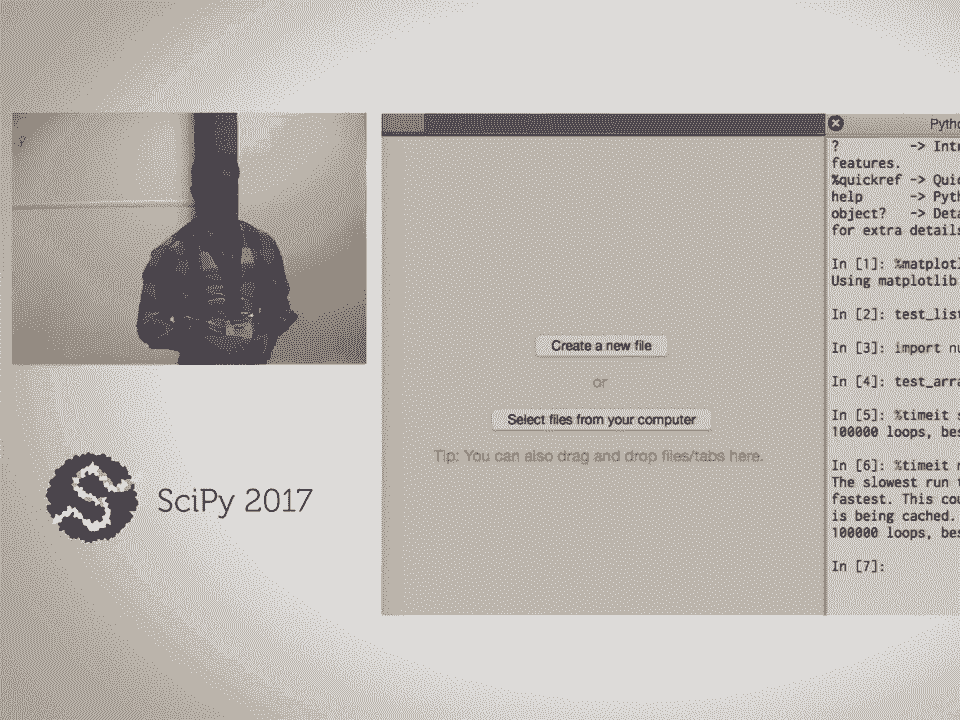 Create a new file
or
Select files from your computer
Tip: You can also drag and drop files/tabs here.
SciPy 2017
?        -> Intr
features.
%quickref -> Quic
help     -> Pyth
object?  -> Deta
for extra details
In [1]: %matplotl
Using matplotlib
In [2]: test_list
In [3]: import nu
In [4]: test_arra
In [5]: %timeit s
100000 loops, bes
In [6]: %timeit n
The slowest run t
fastest. This cou
is being cached.
100000 loops, bes
In [7]: